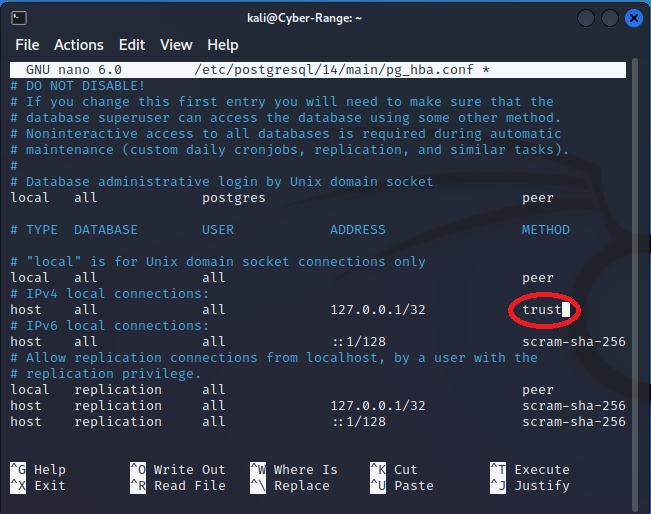 kali@Cyber-Range: ~
File Actions Edit View Help
GNU nano 6.0 /etc/postgresql/14/main/pg_hba.conf *
# DO NOT DISABLE!
# If you change this first entry you will need to make sure that the
# database superuser can access the database using some other method.
# Noninteractive access to all databases is required during automatic
# maintenance (custom daily cronjobs, replication, and similar tasks).
#
# Database administrative login by Unix domain socket
local all postgres peer
# TYPE DATABASE USER ADDRESS METHOD
# "local" is for Unix domain socket connections only
local all all peer
# IPv4 local connections:
host all all 127.0.0.1/32 trust
# IPv6 local connections:
host all all ::1/128 scram-sha-256
# Allow replication connections from localhost, by a user with the
# replication privilege.
local replication all peer
host replication all 127.0.0.1/32 scram-sha-256
host replication all ::1/128 scram-sha-256
^G Help ^O Write Out ^W Where Is ^K Cut ^T Execute
^X Exit ^R Read File ^\ Replace ^U Paste ^J Justify